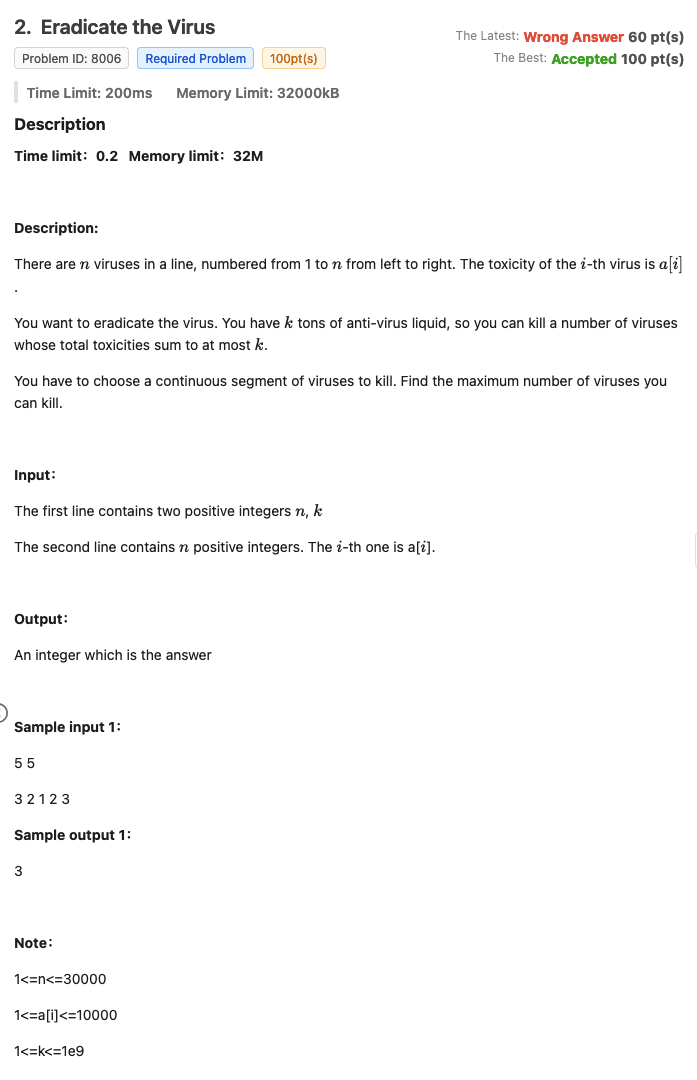 2. Eradicate the Virus
The Latest: Wrong Answer 60 pt(s)
Problem ID: 8006 Required Problem 100pt(s)
The Best: Accepted 100 pt(s)
Time Limit: 200ms Memory Limit: 32000kB
Description
Time limit: 0.2 Memory limit: 32M
Description:
There are n viruses in a line, numbered from 1 to n from left to right. The toxicity of the i-th virus is a[i]
.
You want to eradicate the virus. You have k tons of anti-virus liquid, so you can kill a number of viruses
whose total toxicities sum to at most k.
You have to choose a continuous segment of viruses to kill. Find the maximum number of viruses you
can kill.
Input:
The first line contains two positive integers n, k
The second line contains n positive integers. The i-th one is a[i].
Output:
An integer which is the answer
Sample input 1:
5 5
3 2 1 2 3
Sample output 1:
3
Note:
1<=n<=30000
1<=a[i]<=10000
1<=k<=1e9